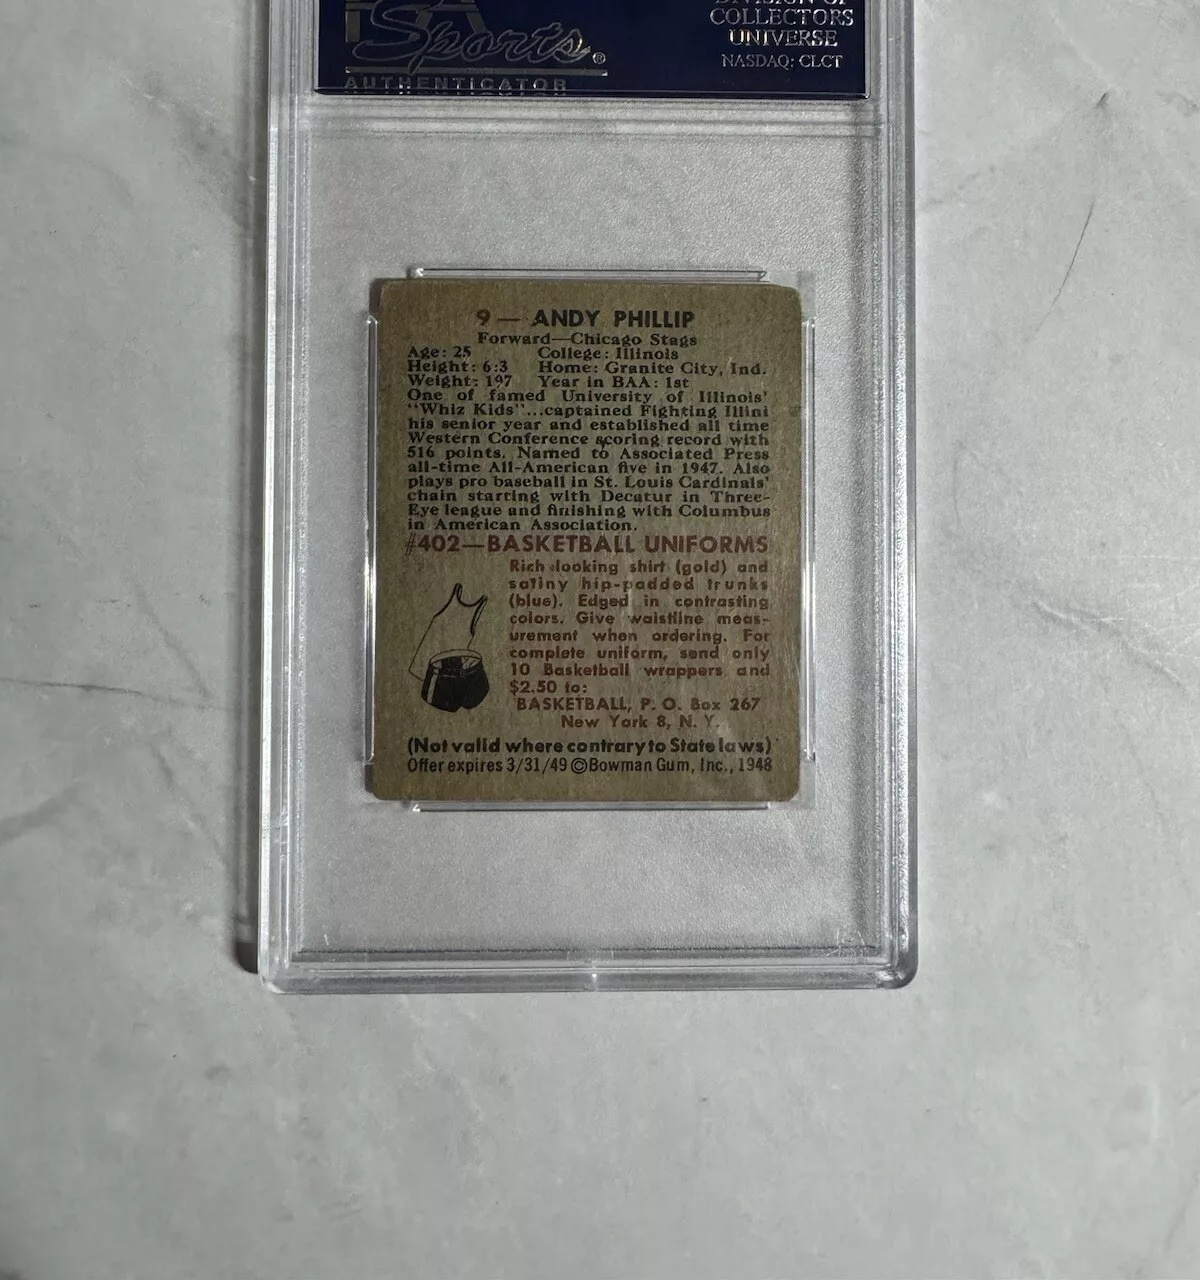 Sports®
AUTHENTICATOR
DIVISION OF
COLLECTORS
UNIVERSE
NASDAQ: CLCT
9 — ANDY PHILLIP
Forward—Chicago Stags
Age: 25 College: Illinois
Height: 6:3 Home: Granite City, Ind.
Weight: 197 Year in BAA: 1st
One of famed University of Illinois'
"Whiz Kids"...captained Fighting Illini
his senior year and established all time
Western Conference scoring record with
516 points. Named to Associated Press
all-time All-American five in 1947. Also
plays pro baseball in St. Louis Cardinals'
chain starting with Decatur in Three-
Eye league and finishing with Columbus
in American Association.
#402—BASKETBALL UNIFORMS
Rich-looking shirt (gold) and
satiny hip-padded trunks
(blue). Edged in contrasting
colors. Give waistline meas-
urement when ordering. For
complete uniform, send only
10 Basketball wrappers and
$2.50 to:
BASKETBALL, P. O. Box 267
New York 8, N. Y.
(Not valid where contrary to State laws)
Offer expires 3/31/49 ©Bowman Gum, Inc., 1948